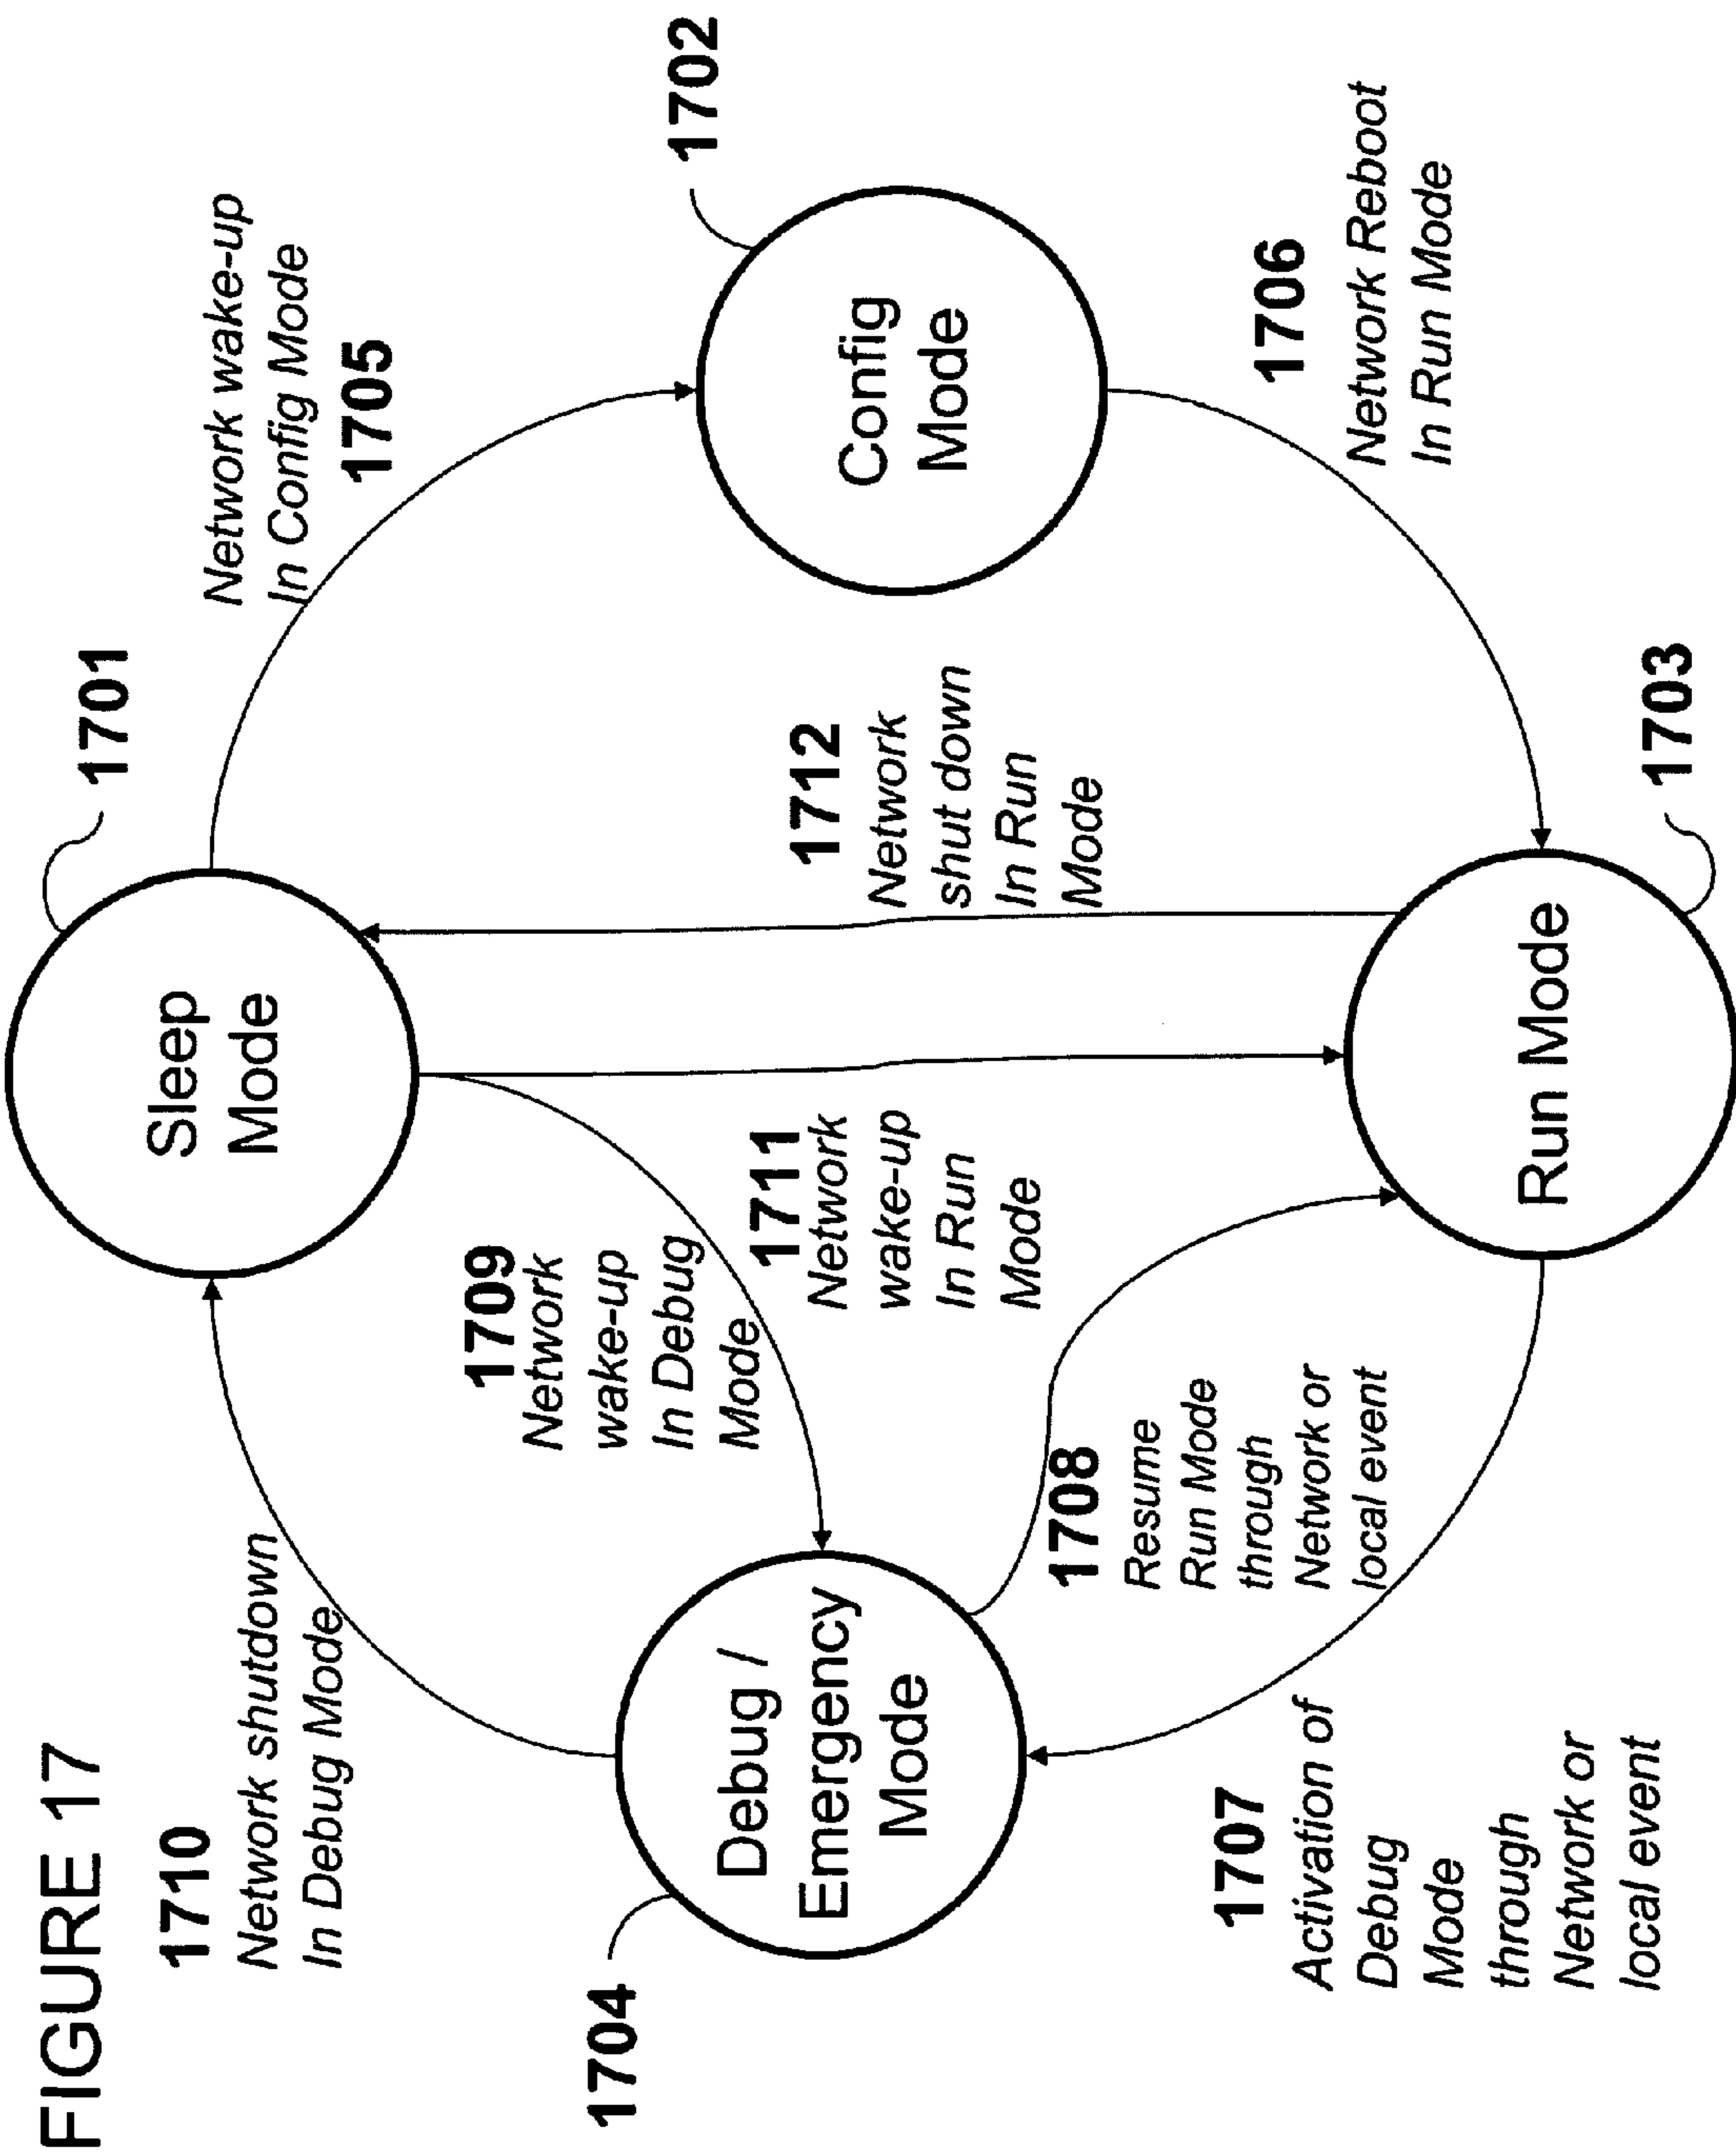 FIGURE 17
1710
Network shutdown
In Debug Mode
1701
Sleep
Mode
Network wake-up
In Config Mode
1705
1709
Network
wake-up
In Debug
Mode
1704
Debug /
Emergency
Mode
1702
Config
Mode
1711
Network
wake-up
In Run
Mode
1712
Network
shut down
In Run
Mode
1708
Resume
Run Mode
through
Network or
local event
1707
Activation of
Debug
Mode
through
Network or
local event
1706
Network Reboot
In Run Mode
Run Mode
1703